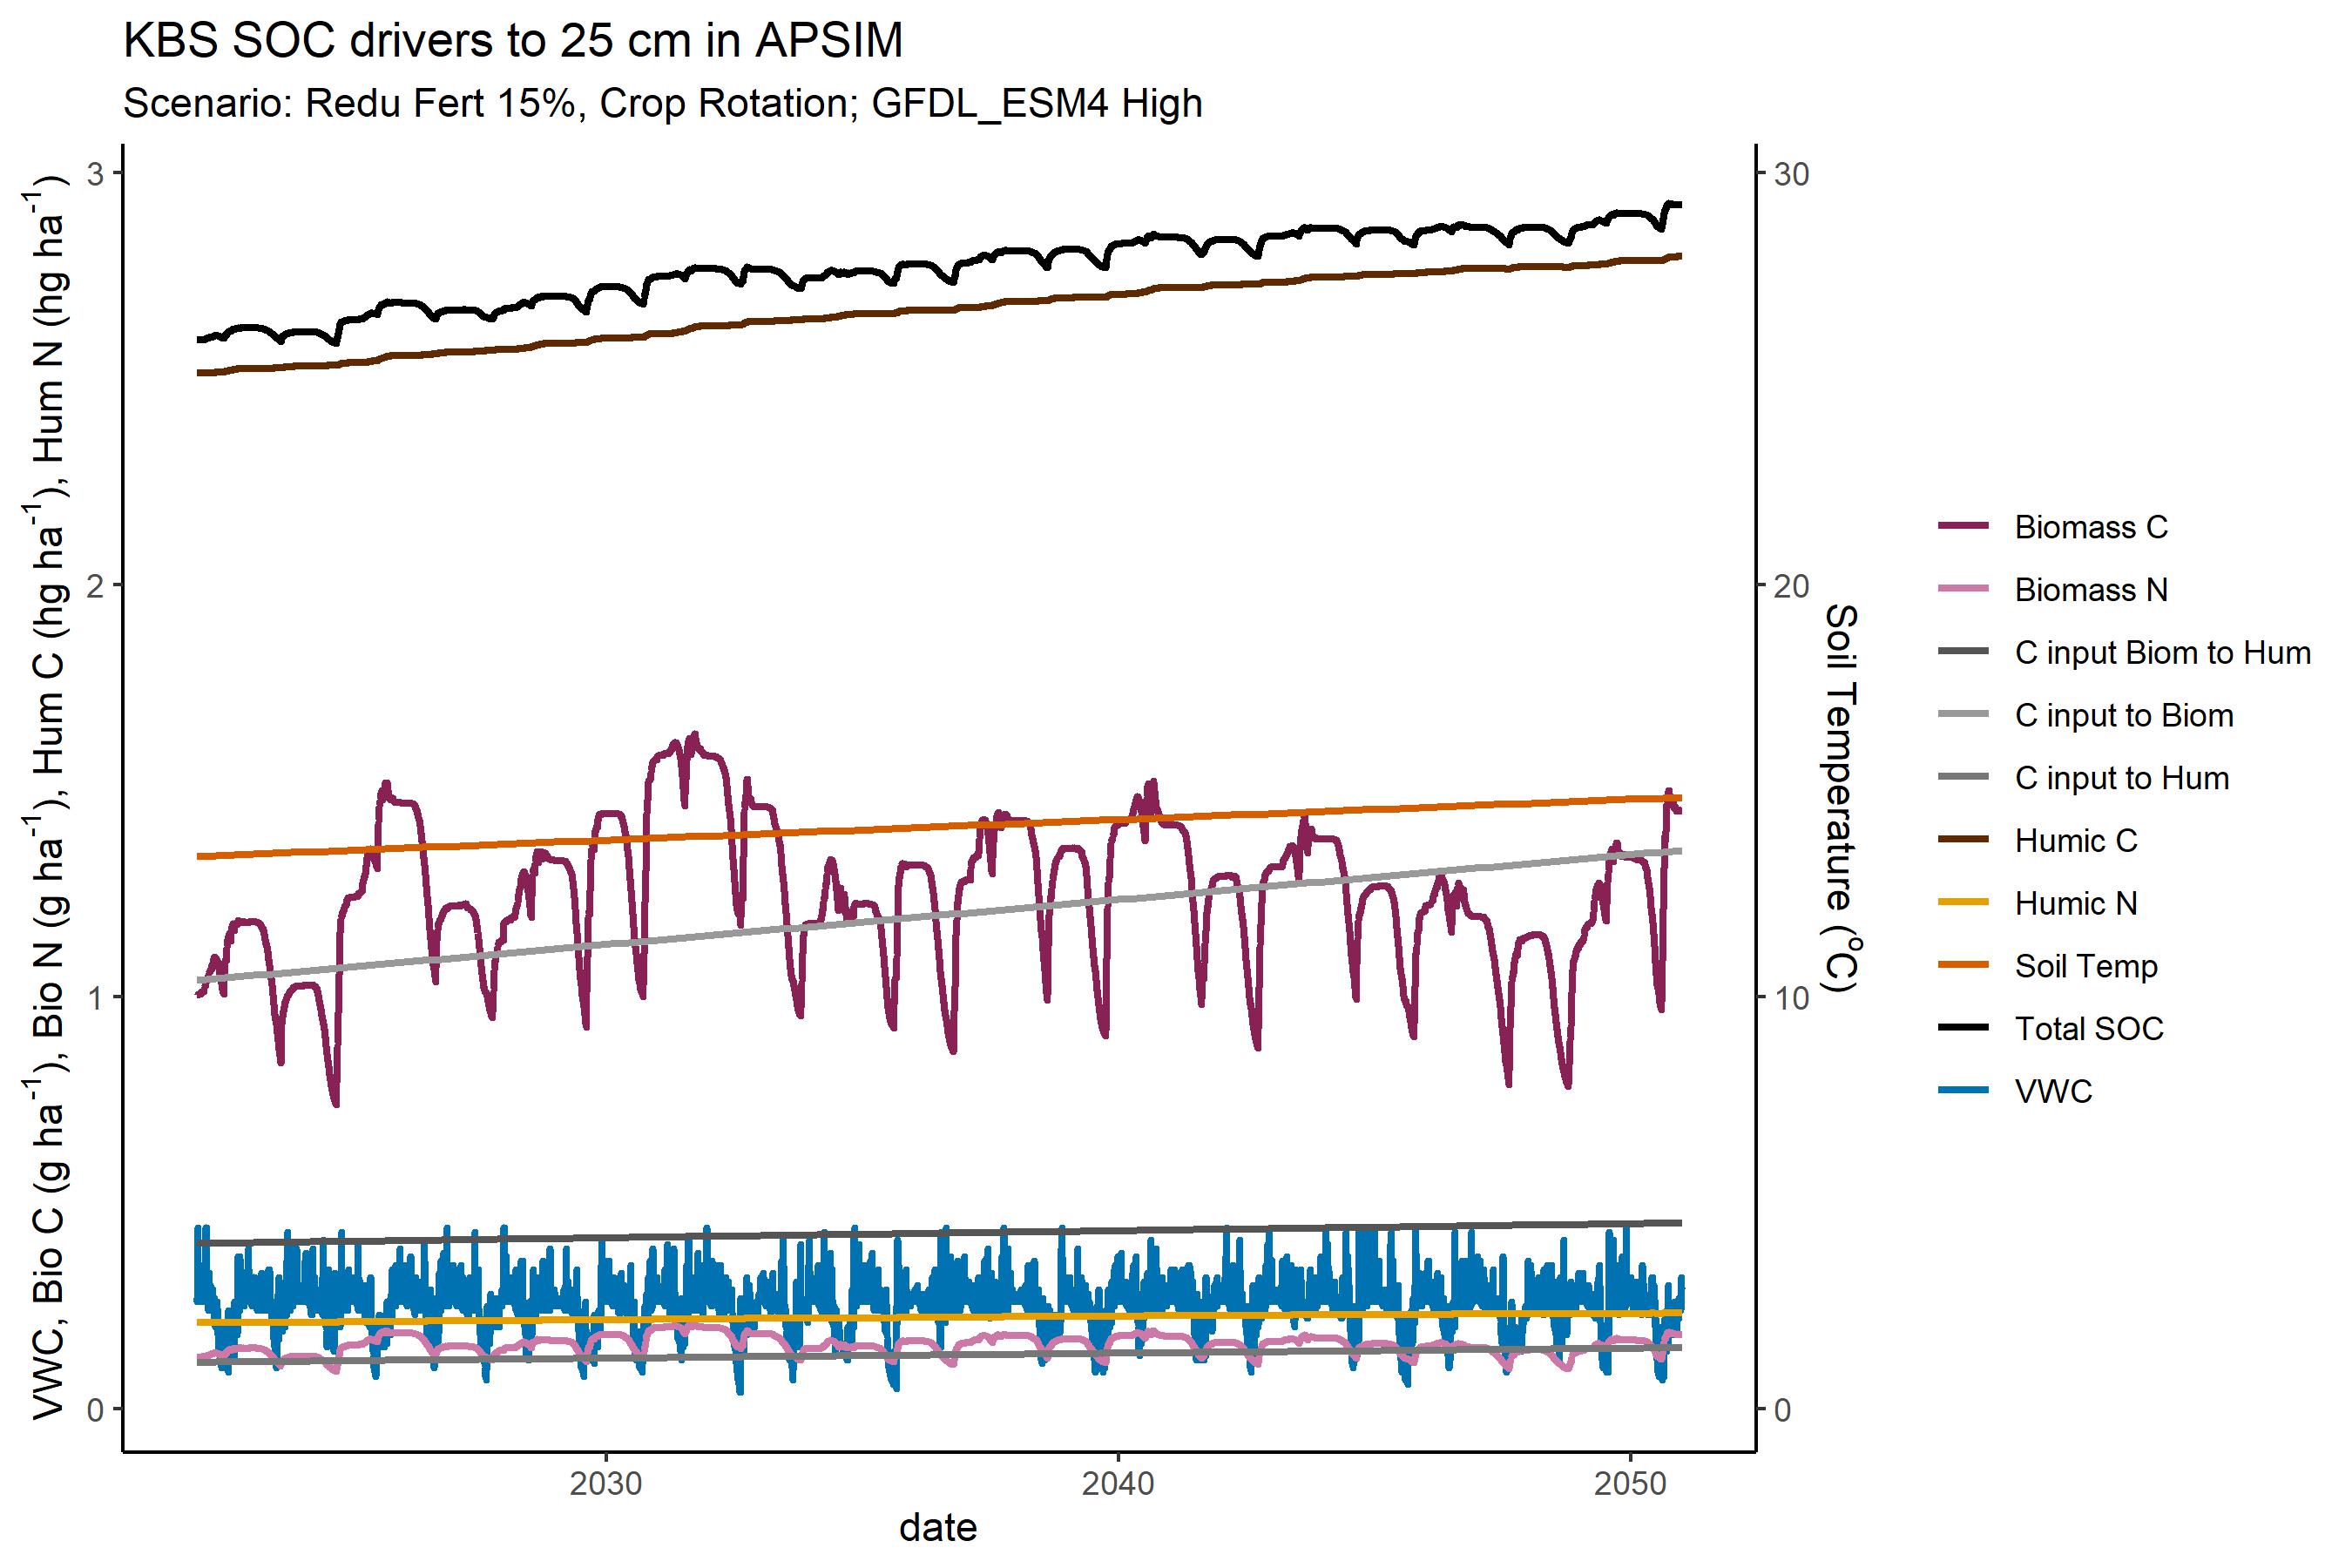 KBS SOC drivers to 25 cm in APSIM
Scenario: Redu Fert 15%, Crop Rotation; GFDL_ESM4 High
VWC, Bio C (g ha⁻¹), Bio N (g ha⁻¹), Hum C (hg ha⁻¹), Hum N (hg ha⁻¹)
3
2
1
0
30
20
10
0
Soil Temperature (°C)
2030
2040
2050
date
Biomass C
Biomass N
C input Biom to Hum
C input to Biom
C input to Hum
Humic C
Humic N
Soil Temp
Total SOC
VWC